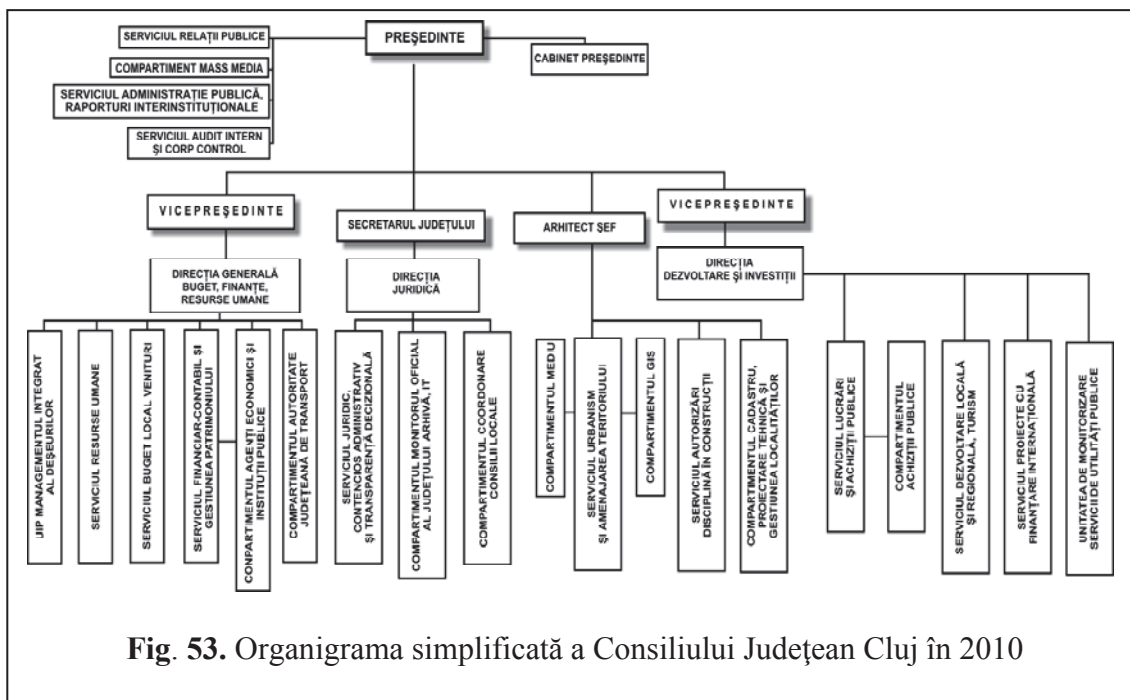 SERVICIUL RELAŢII PUBLICE
PREŞEDINTE
CABINET PREŞEDINTE
COMPARTIMENT MASS MEDIA
SERVICIUL ADMINISTRAŢIE PUBLICĂ,
RAPORTURI INTERINSTITUŢIONALE
SERVICIUL AUDIT INTERN
ŞI CORP CONTROL
VICEPREŞEDINTE
SECRETARUL JUDEŢULUI
ARHITECT ŞEF
VICEPREŞEDINTE
DIRECŢIA GENERALĂ
BUGET, FINANŢE,
RESURSE UMANE
DIRECŢIA
JURIDICĂ
DIRECŢIA
DEZVOLTARE ŞI INVESTIŢII
MANAGEMENTUL INTEGRAT
AL DEŞEURILOR
SERVICIUL RESURSE UMANE
SERVICIUL BUGET LOCAL VENITURI
SERVICIUL FINANCIAR-CONTABIL ŞI
GESTIUNEA PATRIMONIULUI
CONPARTIMENTUL AGENŢI ECONOMICI ŞI
INSTITUŢII PUBLICE
COMPARTIMENTUL AUTORITATE
JUDEŢEANĂ DE TRANSPORT
SERVICIUL JURIDIC,
CONTENCIOS ADMINISTRATIV
ŞI TRANSPARENŢĂ DECIZIONALĂ
COMPARTIMENTUL MONITORUL OFICIAL
AL JUDEŢULUI ARHIVĂ, IT
COMPARTIMENTUL COORDONARE
CONSILII LOCALE
COMPARTIMENTUL MEDIU
SERVICIUL URBANISM
ŞI AMENAJAREA TERITORIULUI
COMPARTIMENTUL GIS
SERVICIUL AUTORIZĂRI
DISCIPLINĂ IN CONSTRUCŢII
COMPARTIMENTUL CADASTRU,
PROIECTARE TEHNICĂ ŞI
GESTIUNEA LOCALITĂŢILOR
SERVICIUL LUCRĂRI
ŞI ACHIZIŢII PUBLICE
COMPARTIMENTUL
ACHIZIŢII PUBLICE
SERVICIUL DEZVOLTARE LOCALĂ
ŞI REGIONALĂ, TURISM
SERVICIUL PROIECTE CU
FINANŢARE INTERNAŢIONALĂ
UNITATEA DE MONITORIZARE
SERVICII DE UTILITĂŢI PUBLICE
Fig. 53. Organigrama simplificată a Consiliului Judeţean Cluj în 2010